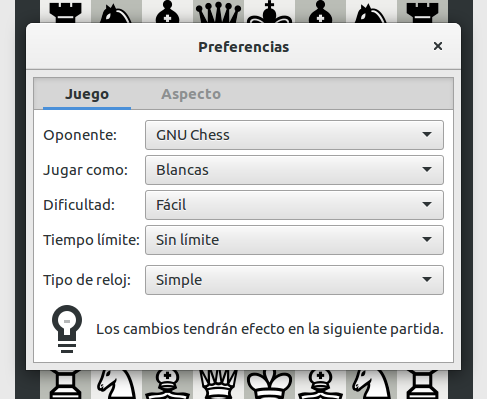 Preferencias
Juego Aspecto
Oponente: GNU Chess
Jugar como: Blancas
Dificultad: Fácil
Tiempo límite: Sin límite
Tipo de reloj: Simple
Los cambios tendrán efecto en la siguiente partida.